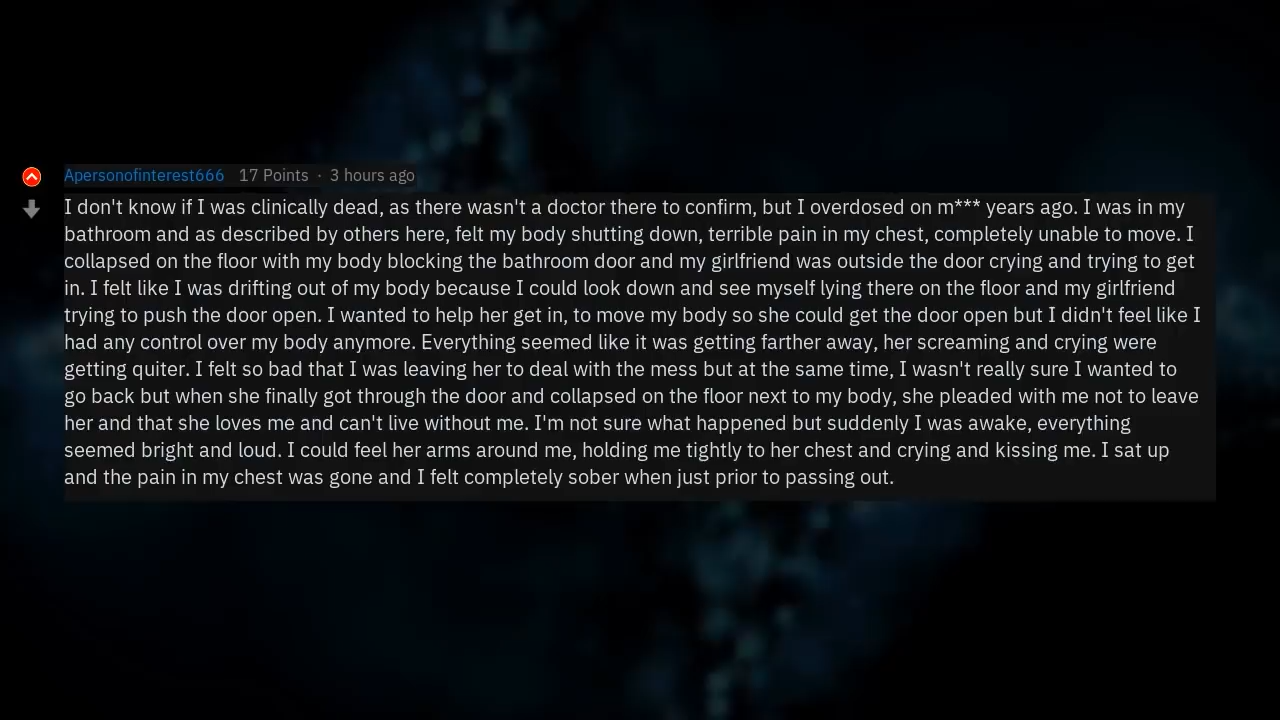 Apersonofinterest666 17 Points · 3 hours ago
I don't know if I was clinically dead, as there wasn't a doctor there to confirm, but I overdosed on m*** years ago. I was in my
bathroom and as described by others here, felt my body shutting down, terrible pain in my chest, completely unable to move. I
collapsed on the floor with my body blocking the bathroom door and my girlfriend was outside the door crying and trying to get
in. I felt like I was drifting out of my body because I could look down and see myself lying there on the floor and my girlfriend
trying to push the door open. I wanted to help her get in, to move my body so she could get the door open but I didn't feel like I
had any control over my body anymore. Everything seemed like it was getting farther away, her screaming and crying were
getting quiter. I felt so bad that I was leaving her to deal with the mess but at the same time, I wasn't really sure I wanted to
go back but when she finally got through the door and collapsed on the floor next to my body, she pleaded with me not to leave
her and that she loves me and can't live without me. I'm not sure what happened but suddenly I was awake, everything
seemed bright and loud. I could feel her arms around me, holding me tightly to her chest and crying and kissing me. I sat up
and the pain in my chest was gone and I felt completely sober when just prior to passing out.